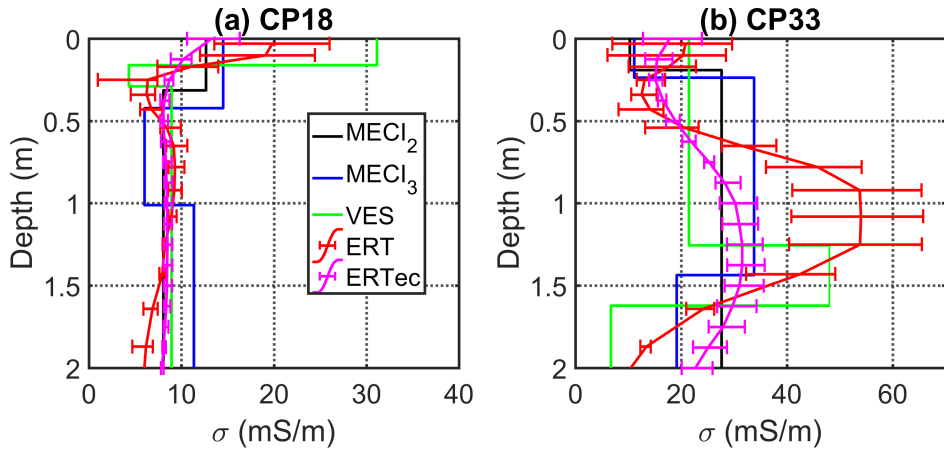 (a) CP18
0
0.5
1
1.5
2
Depth (m)
0 10 20 30 40
σ (mS/m)
MECI₂
MECI₃
VES
ERT
ERTec
(b) CP33
0
0.5
1
1.5
2
Depth (m)
0 20 40 60
σ (mS/m)